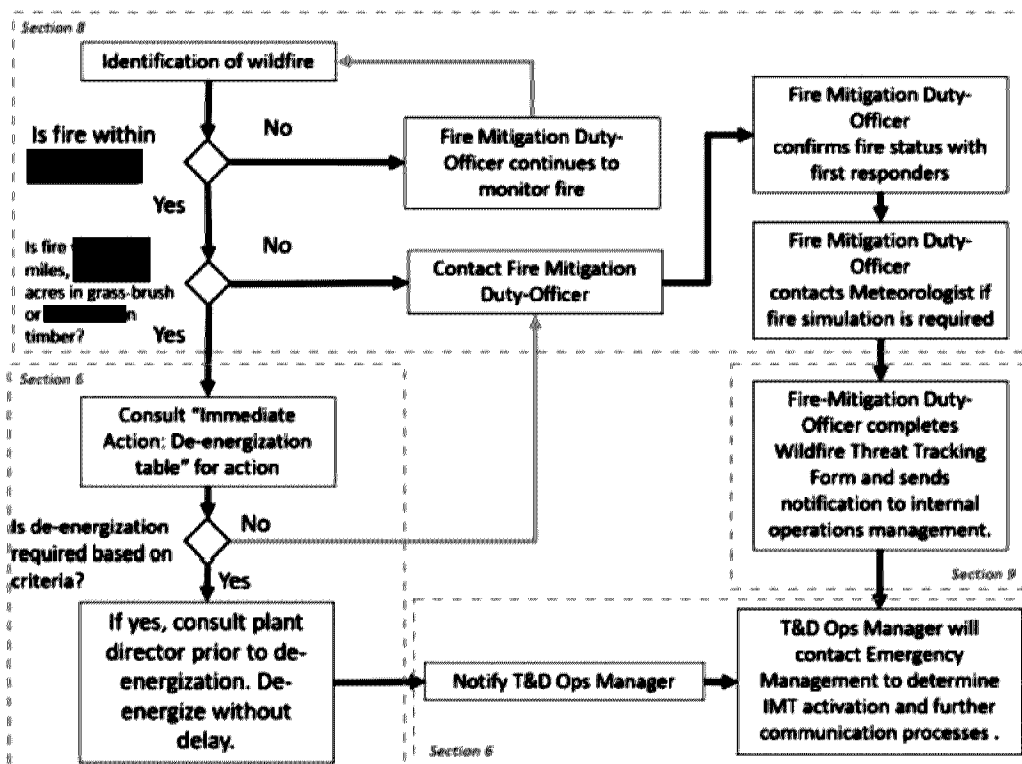 Section 8
Identification of wildfire
Is fire within
No
Fire Mitigation Duty-
Officer continues to
monitor fire
Fire Mitigation Duty-
Officer
confirms fire status with
first responders
Yes
Is fire
miles,
acres in grass-brush
or n
timber?
No
Contact Fire Mitigation
Duty-Officer
Fire Mitigation Duty-
Officer
contacts Meteorologist if
fire simulation is required
Yes
Section 6
Consult "Immediate
Action: De-energization
table" for action
Fire-Mitigation Duty-
Officer completes
Wildfire Threat Tracking
Form and sends
notification to internal
operations management.
Section 9
Is de-energization
required based on
criteria?
No
Yes
If yes, consult plant
director prior to de-
energization. De-
energize without
delay.
Notify T&D Ops Manager
Section 6
T&D Ops Manager will
contact Emergency
Management to determine
IMT activation and further
communication processes .